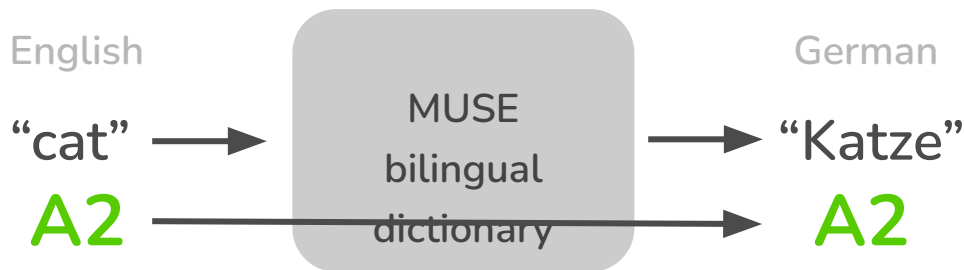 English
German
MUSE
bilingual
dictionary
“cat”
“Katze”
A2
A2